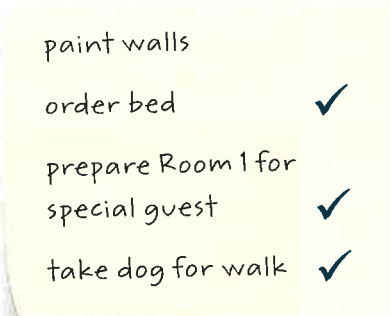 paint walls
order bed ✓
prepare Room 1 for
special guest ✓
take dog for walk ✓